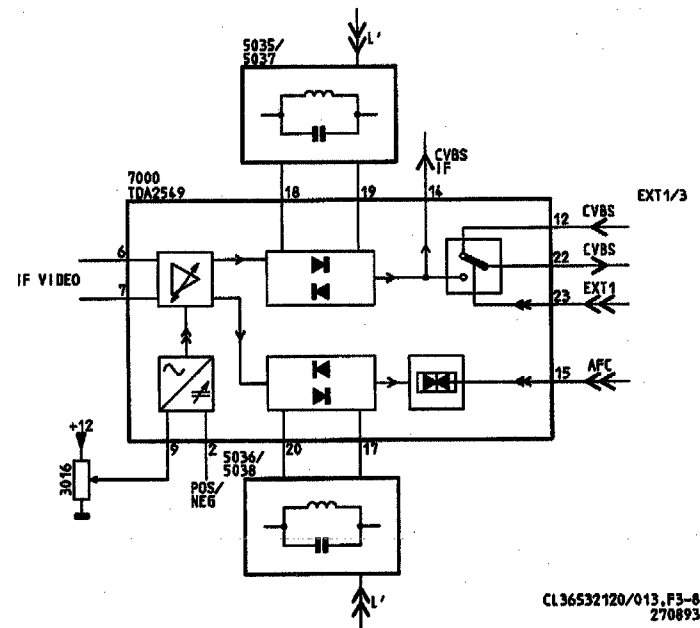 L'
5035/
5037
CVBS
IF
7000
TDA2549
18
19
14
EXT1/3
12
CVBS
6
22
CVBS
IF VIDEO
7
23
EXT1
15
AFC
+12
9
2
5036/
5038
20
17
3016
POS/
NEG
L'
CL36532120/013.F3-8
270893